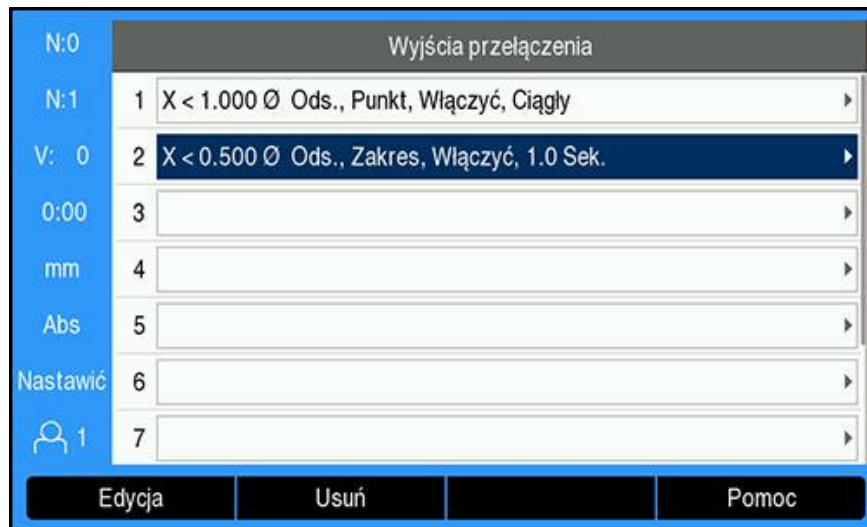 N:0
Wyjścia przełączenia
N:1
1 X < 1.000 Ø Ods., Punkt, Włączyć, Ciągły
V: 0
2 X < 0.500 Ø Ods., Zakres, Włączyć, 1.0 Sek.
0:00
3
mm
4
Abs
5
Nastawić
6
1
7
Edycja Usuń Pomoc